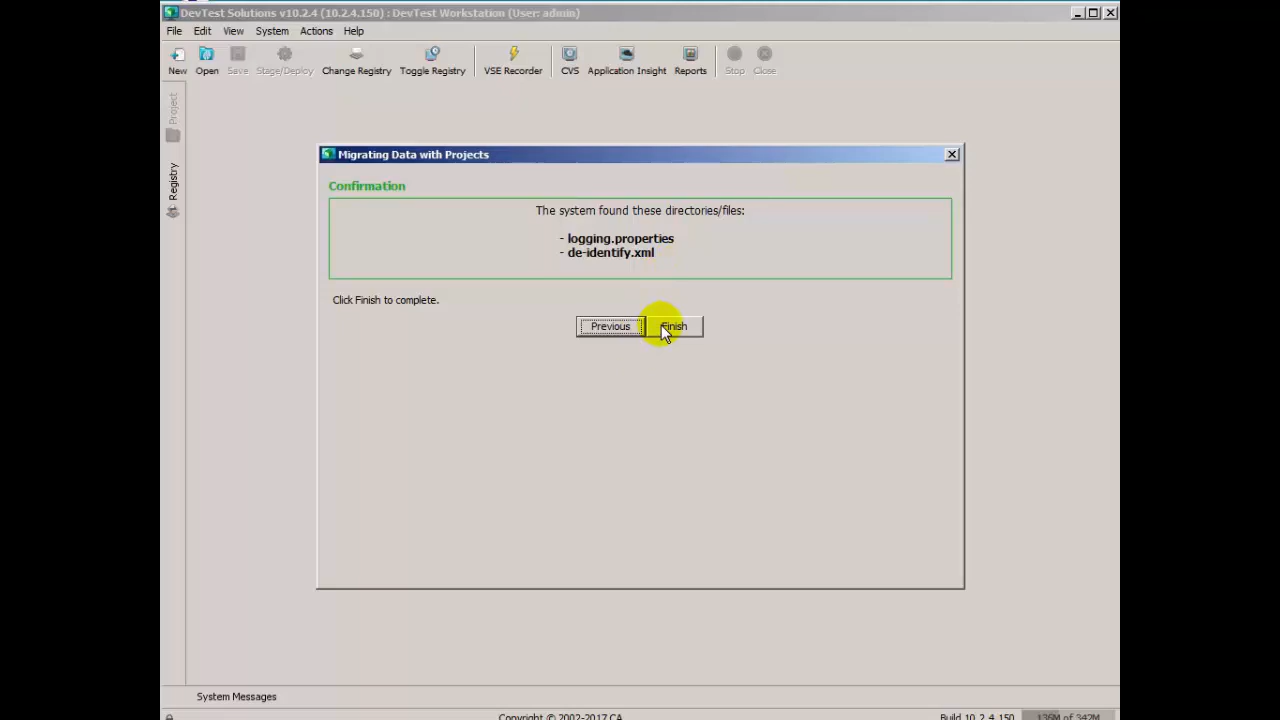 DevTest Solutions v10.2.4 (10.2.4.150) : DevTest Workstation (User: admin)
File Edit View System Actions Help
New Open Save Stage/Deploy Change Registry Toggle Registry VSE Recorder CVS Application Insight Reports Stop Close
Project
Registry
Migrating Data with Projects
Confirmation
The system found these directories/files:
- logging.properties
- de-identify.xml
Click Finish to complete.
Previous Finish
System Messages
Copyright © 2002-2017 CA
Build 10.2.4.150 136M of 342M